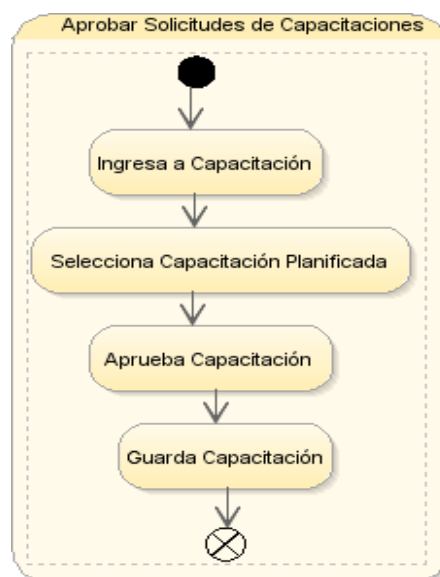 Aprobar Solicitudes de Capacitaciones
Ingresa a Capacitación
Selecciona Capacitación Planificada
Aprueba Capacitación
Guarda Capacitación